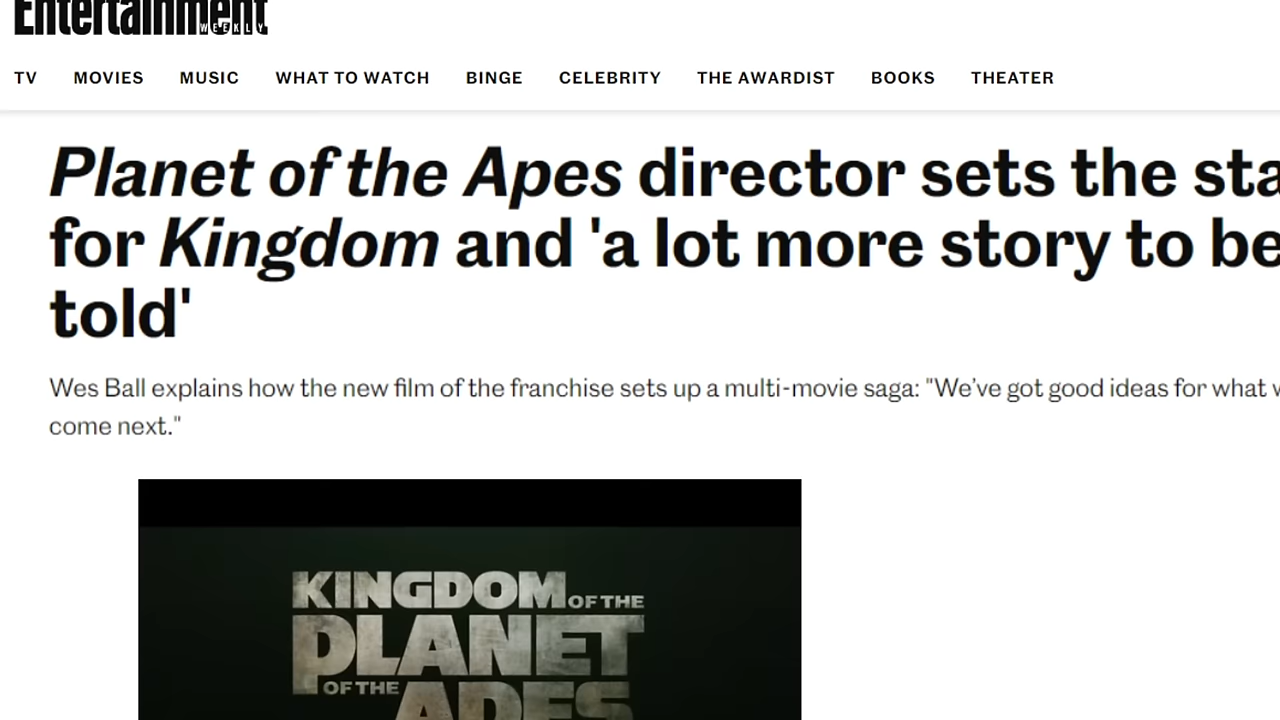 Entertainment
WEEKLY
TV MOVIES MUSIC WHAT TO WATCH BINGE CELEBRITY THE AWARDIST BOOKS THEATER
Planet of the Apes director sets the sta
for Kingdom and 'a lot more story to be
told'
Wes Ball explains how the new film of the franchise sets up a multi-movie saga: "We've got good ideas for what
come next."
KINGDOM OF THE
PLANET
OF THE APES